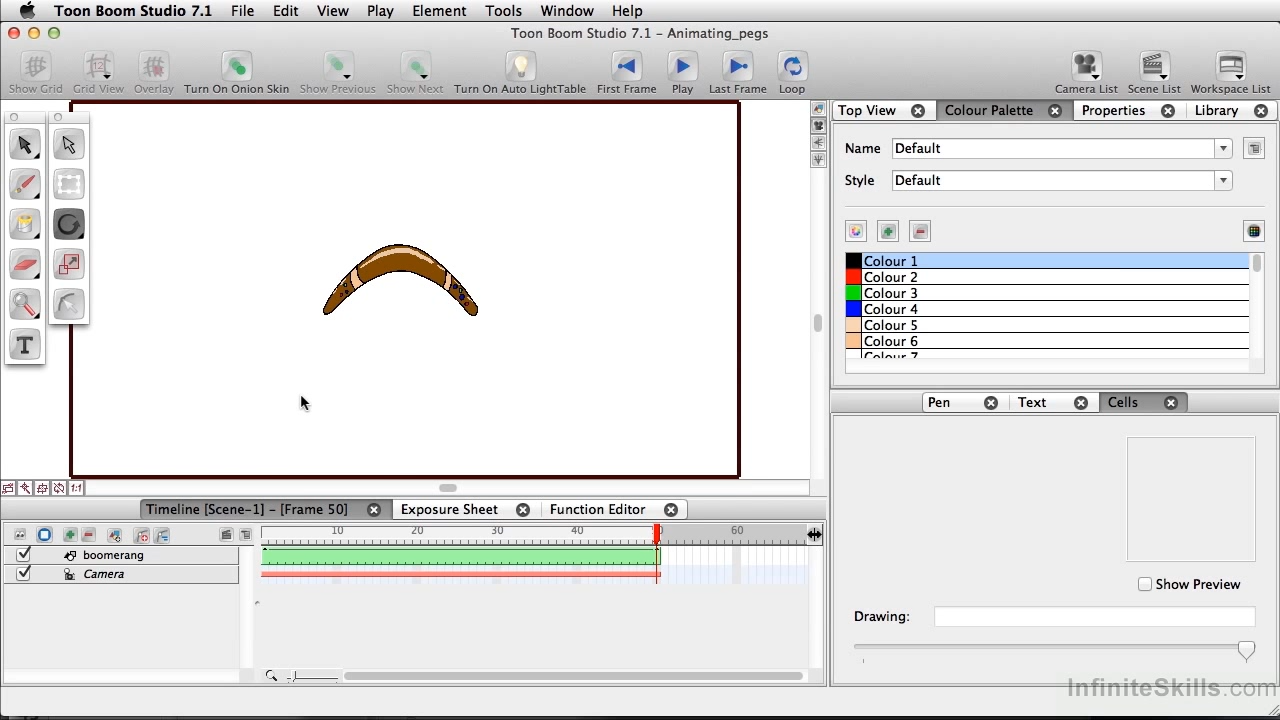 Toon Boom Studio 7.1 File Edit View Play Element Tools Window Help
Toon Boom Studio 7.1 – Animating_pegs
Show Grid Grid View Overlay Turn On Onion Skin Show Previous Show Next Turn On Auto LightTable First Frame Play Last Frame Loop Camera List Scene List Workspace List
Top View Colour Palette Properties Library
Name Default
Style Default
Colour 1
Colour 2
Colour 3
Colour 4
Colour 5
Colour 6
Colour 7
T
Pen Text Cells
Show Preview
Drawing:
1:1
Timeline [Scene-1] – [Frame 50] Exposure Sheet Function Editor
10 20 30 40 60
boomerang
Camera
InfiniteSkills.com